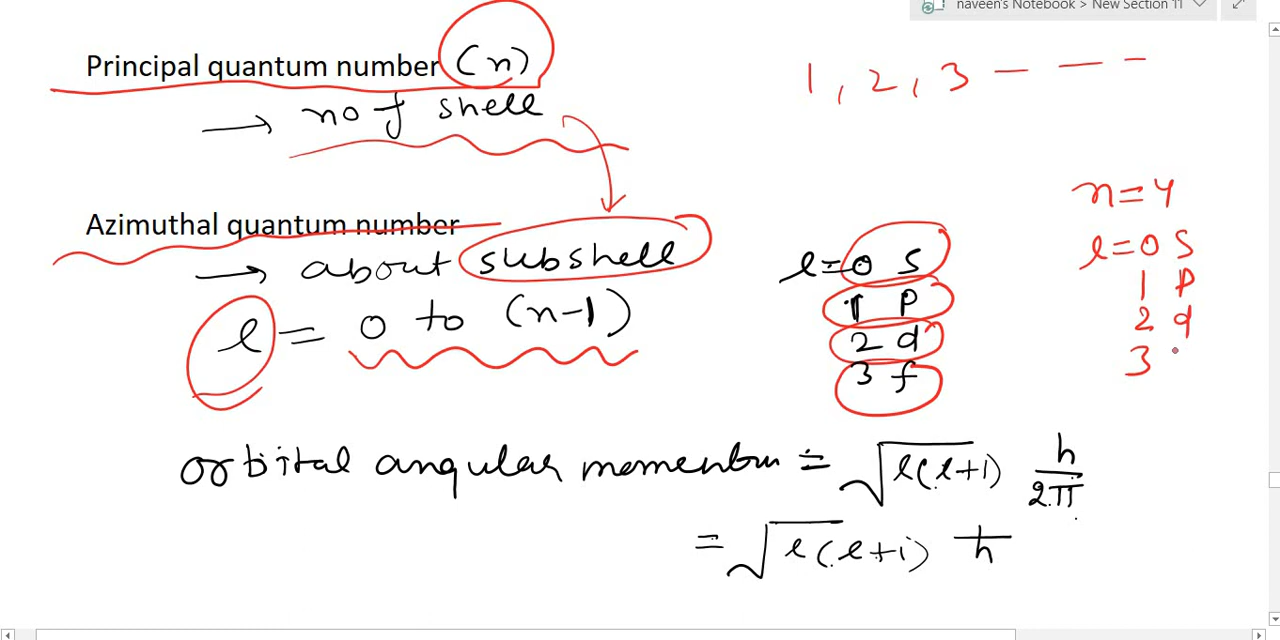 naveen's Notebook > New Section 11
Principal quantum number (n)
1, 2, 3 — — -
→ no of shell
n=4
Azimuthal quantum number
→ about subshell
l=0 S
1 p
2 d
3 f
l=0 S
1 p
2 d
3
l = 0 to (n-1)
orbital angular momentum = √l(l+1) h/2π
= √l(l+1) ħ